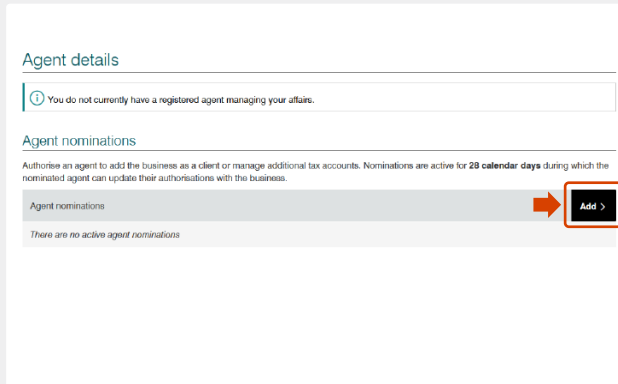 Agent details
You do not currently have a registered agent managing your affairs.
Agent nominations
Authorise an agent to add the business as a client or manage additional tax accounts. Nominations are active for 28 calendar days during which the
nominated agent can update their authorisations with the business.
Agent nominations
Add >
There are no active agent nominations